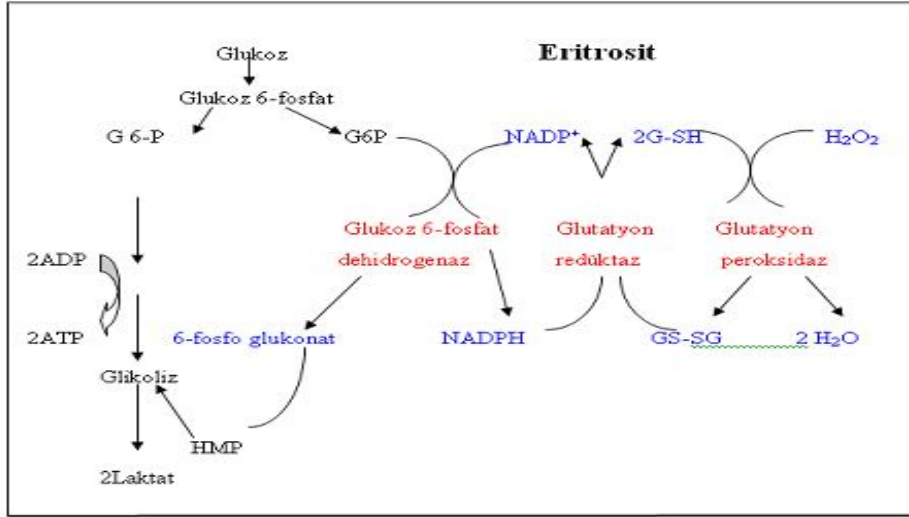 Glukoz
Eritrosit
Glukoz 6-fosfat
G 6-P
G6P
NADP⁺
2G-SH
H₂O₂
Glukoz 6-fosfat
dehidrogenaz
Glutatyon
redüktaz
Glutatyon
peroksidaz
2ADP
2ATP
6-fosfo glukonat
NADPH
GS-SG
2 H₂O
Glikoliz
HMP
2Laktat